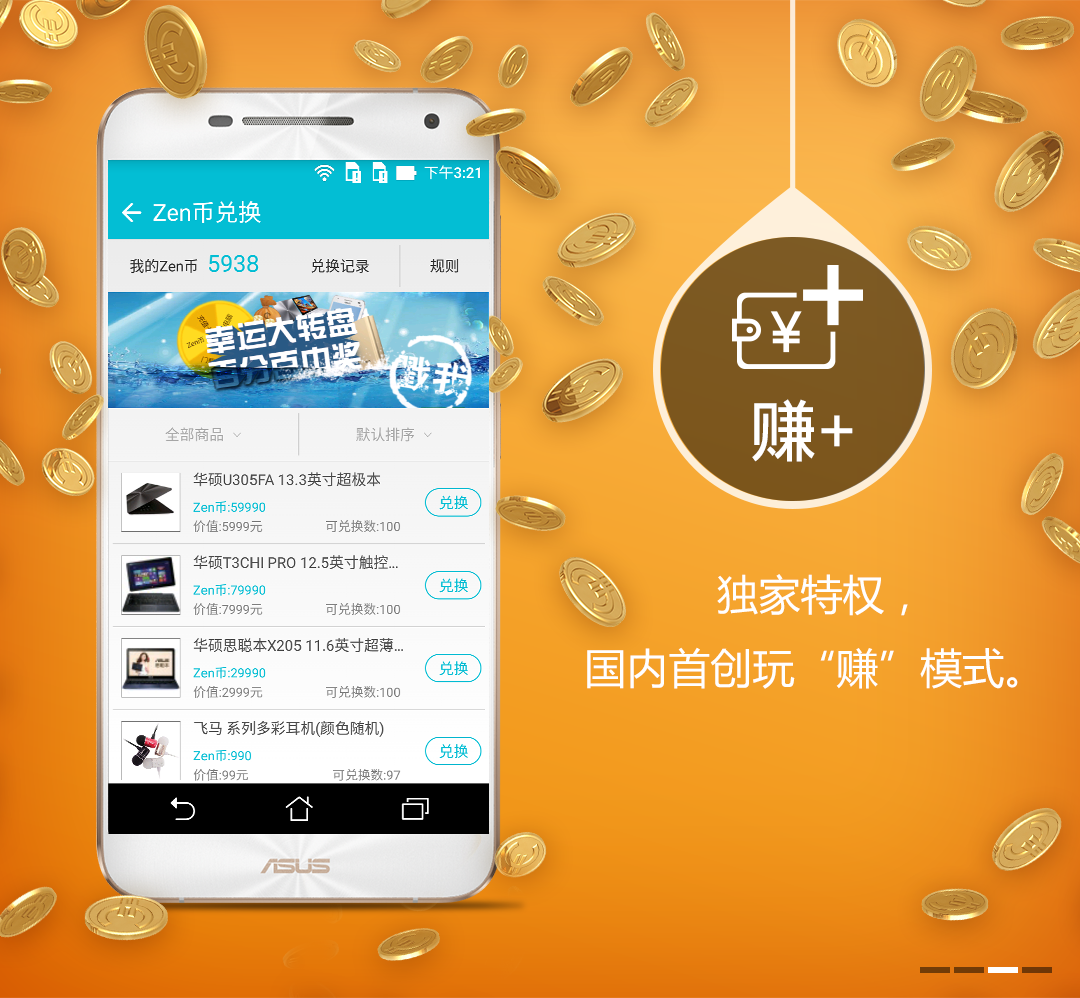 下午3:21
Zen币兑换
我的Zen币 5938 兑换记录 规则
幸运大转盘
百分百中奖
戳我
全部商品 默认排序
华硕U305FA 13.3英寸超极本
Zen币:59990
价值:5999元 可兑换数:100
兑换
华硕T3CHI PRO 12.5英寸触控...
Zen币:79990
价值:7999元 可兑换数:100
兑换
华硕思聪本X205 11.6英寸超薄...
Zen币:29990
价值:2999元 可兑换数:100
兑换
飞马 系列多彩耳机(颜色随机)
Zen币:990
价值:99元 可兑换数:97
兑换
ASUS
¥
赚+
独家特权，
国内首创玩“赚”模式。